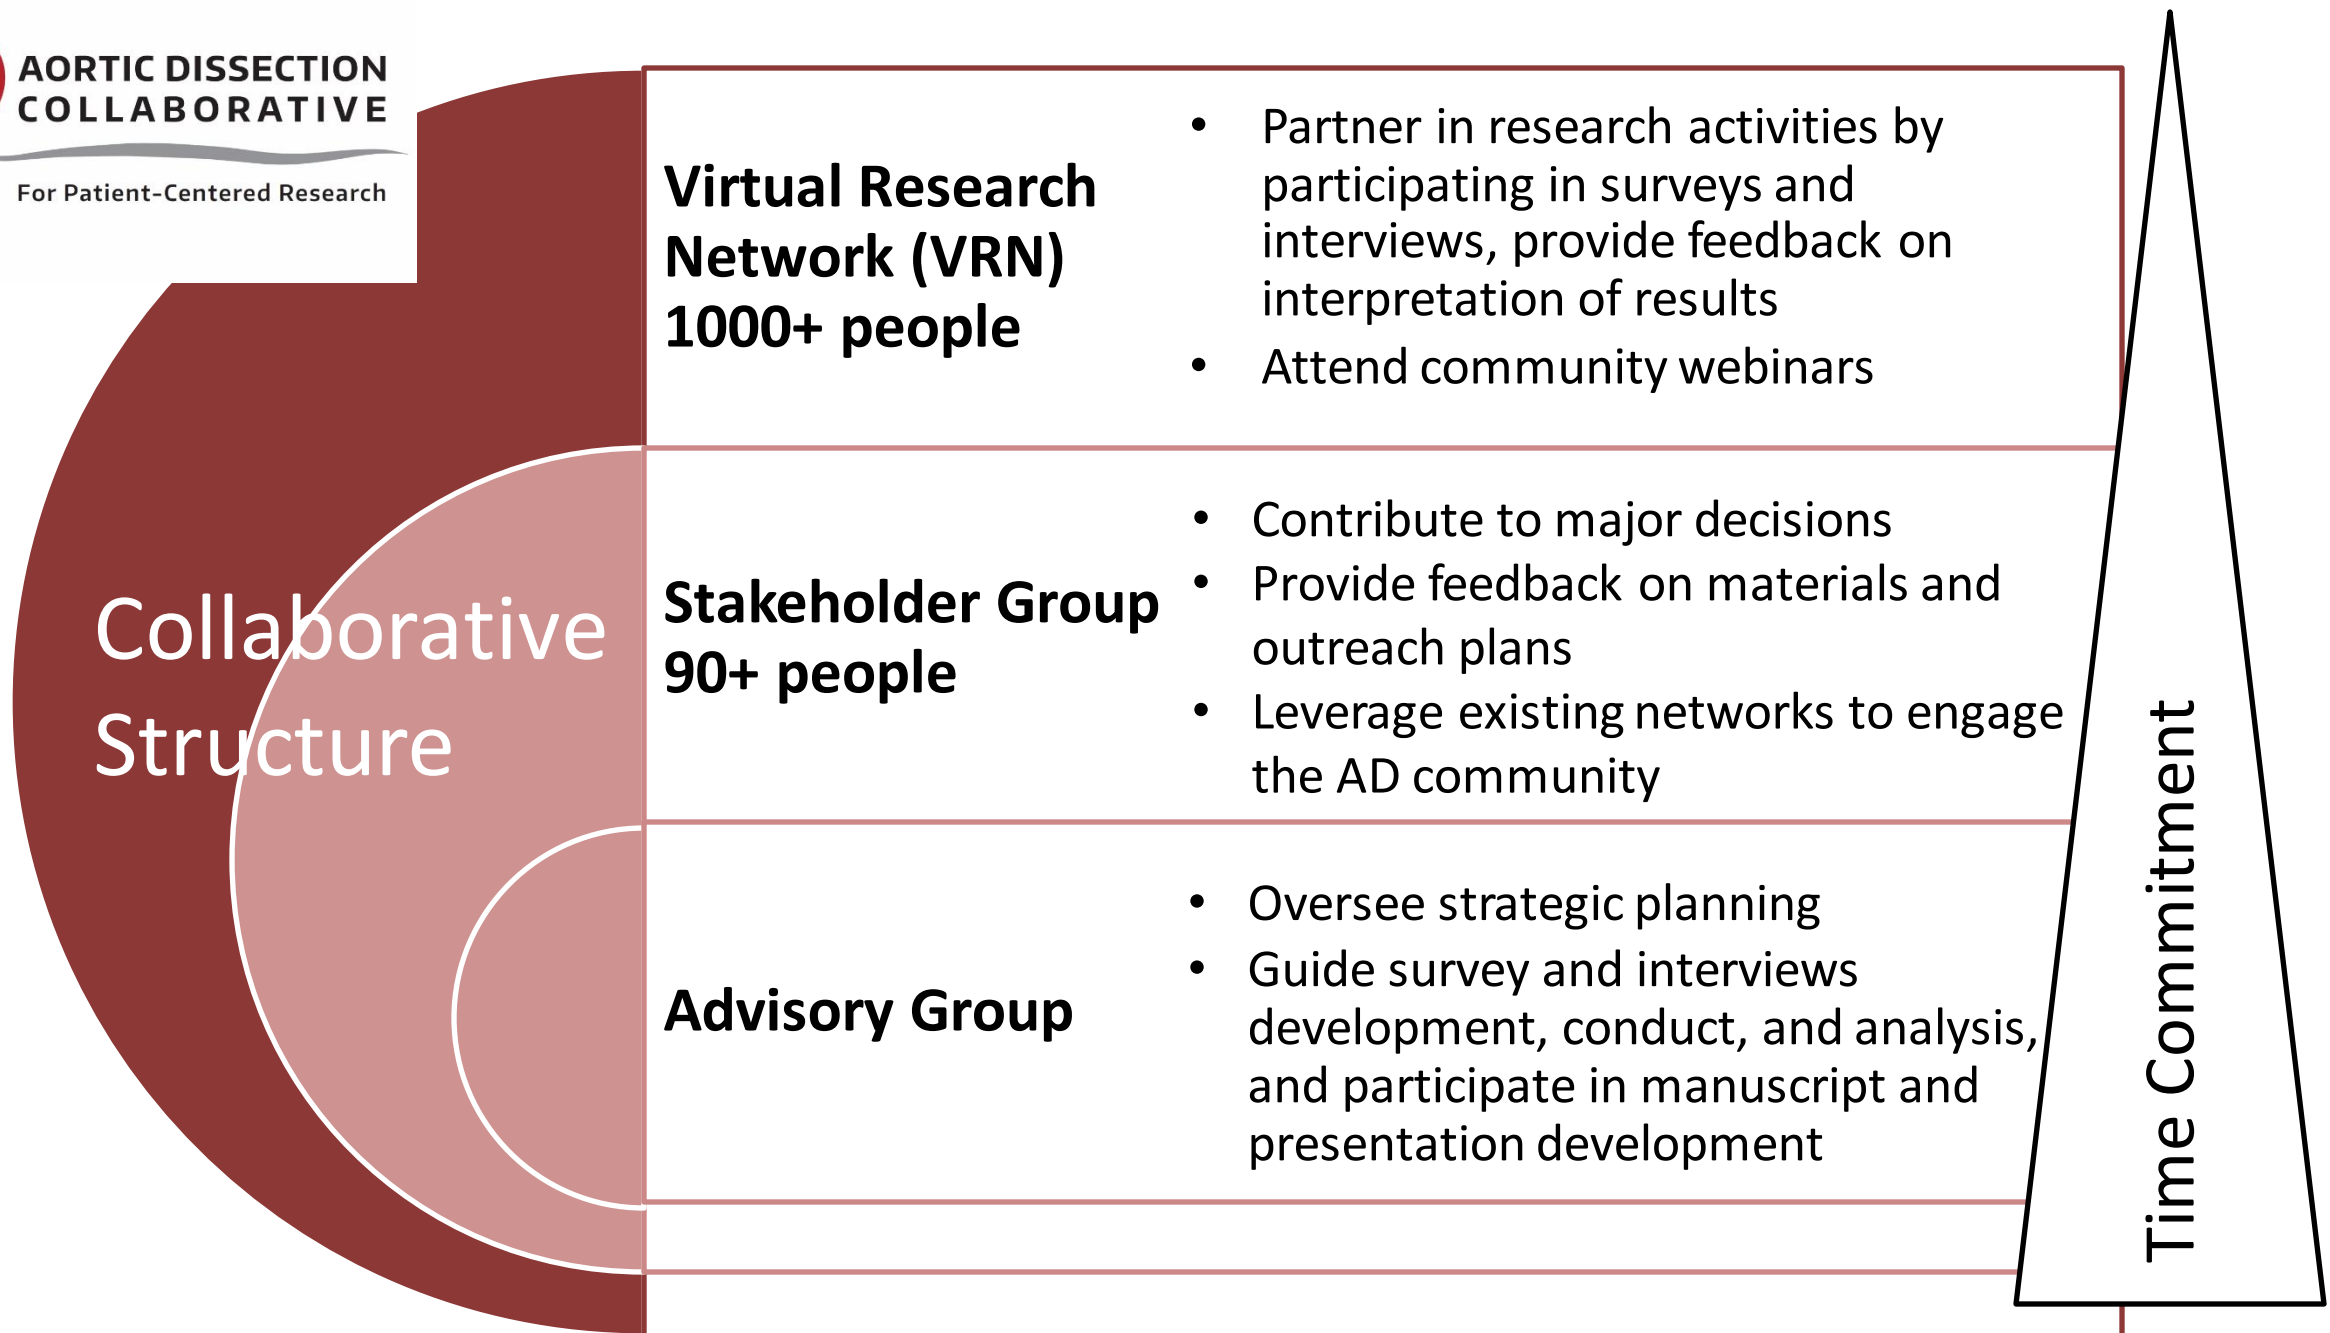 AORTIC DISSECTION
COLLABORATIVE
For Patient-Centered Research
Collaborative
Structure
Virtual Research
Network (VRN)
1000+ people
• Partner in research activities by
participating in surveys and
interviews, provide feedback on
interpretation of results
• Attend community webinars
Stakeholder Group
90+ people
• Contribute to major decisions
• Provide feedback on materials and
outreach plans
• Leverage existing networks to engage
the AD community
Advisory Group
• Oversee strategic planning
• Guide survey and interviews
development, conduct, and analysis,
and participate in manuscript and
presentation development
Time Commitment